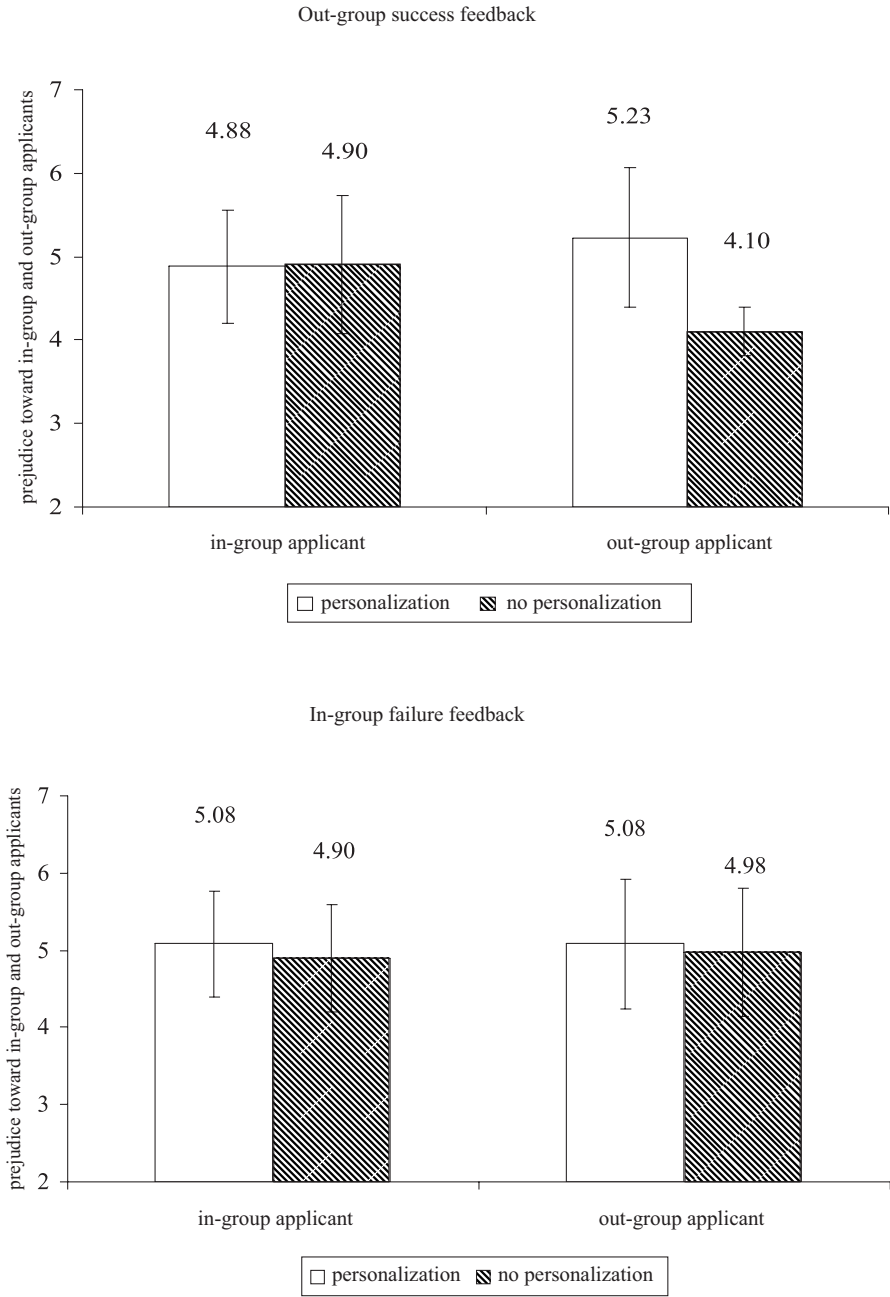 Out-group success feedback
prejudice toward in-group and out-group applicants
7
6
5
4
3
2
4.88
4.90
5.23
4.10
in-group applicant
out-group applicant
personalization
no personalization
In-group failure feedback
prejudice toward in-group and out-group applicants
7
6
5
4
3
2
5.08
4.90
5.08
4.98
in-group applicant
out-group applicant
personalization
no personalization